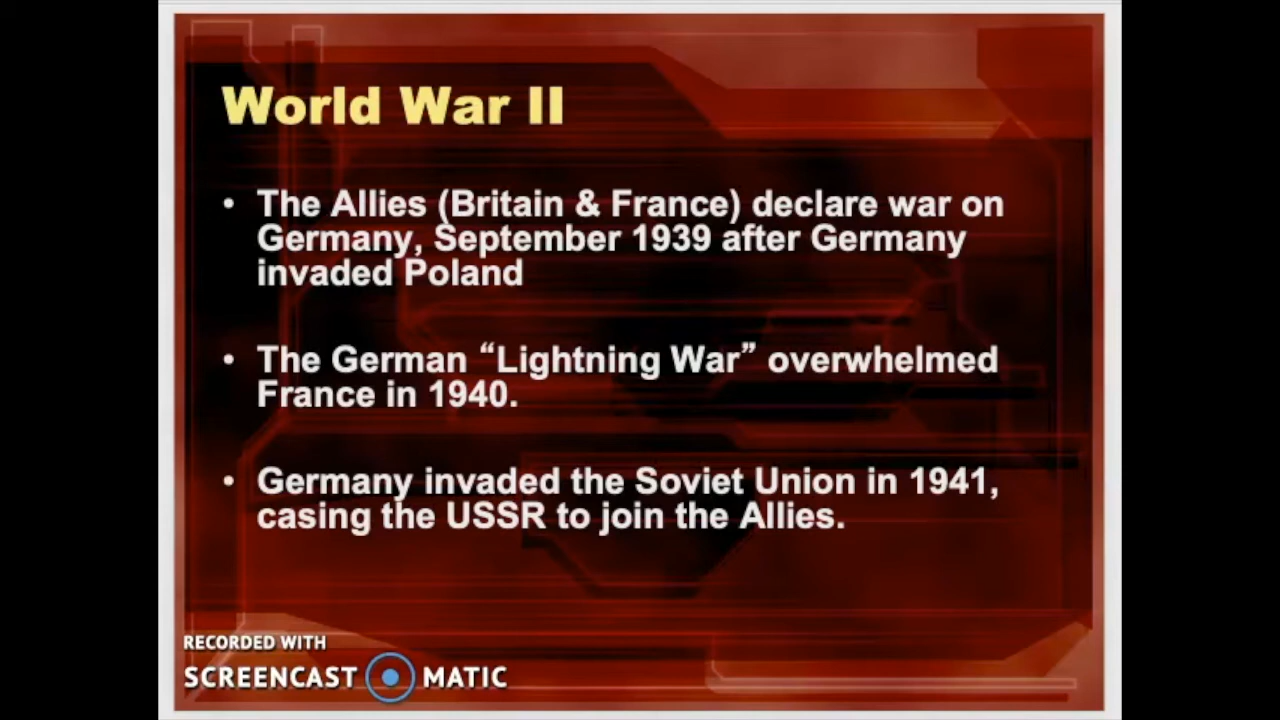 World War II
• The Allies (Britain & France) declare war on
Germany, September 1939 after Germany
invaded Poland
• The German “Lightning War” overwhelmed
France in 1940.
• Germany invaded the Soviet Union in 1941,
casing the USSR to join the Allies.
RECORDED WITH
SCREENCAST MATIC